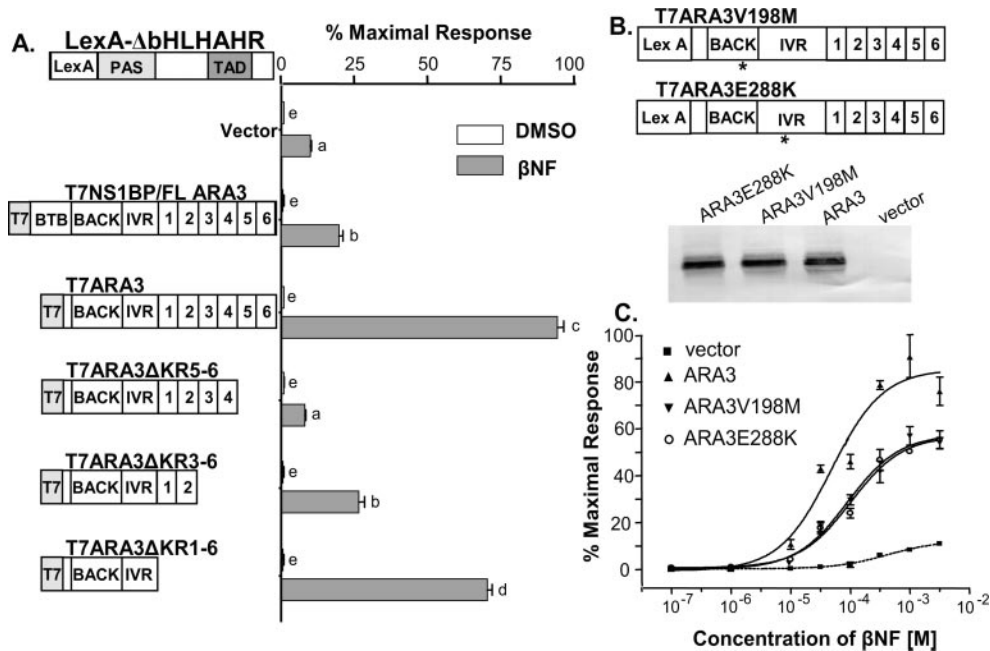 A.
LexA-ΔbHLHAHR
LexA PAS TAD
% Maximal Response
0 25 50 75 100
Vector
e
a
DMSO
βNF
T7NS1BP/FL ARA3
T7 BTB BACK IVR 1 2 3 4 5 6
e
b
T7ARA3
T7 BACK IVR 1 2 3 4 5 6
e
c
T7ARA3ΔKR5-6
T7 BACK IVR 1 2 3 4
e
a
T7ARA3ΔKR3-6
T7 BACK IVR 1 2
e
b
T7ARA3ΔKR1-6
T7 BACK IVR
e
d
B.
T7ARA3V198M
Lex A BACK IVR 1 2 3 4 5 6
*
T7ARA3E288K
Lex A BACK IVR 1 2 3 4 5 6
*
ARA3E288K ARA3V198M ARA3 vector
C.
% Maximal Response
100
80
60
40
20
0
vector
ARA3
ARA3V198M
ARA3E288K
10-7 10-6 10-5 10-4 10-3 10-2
Concentration of βNF [M]